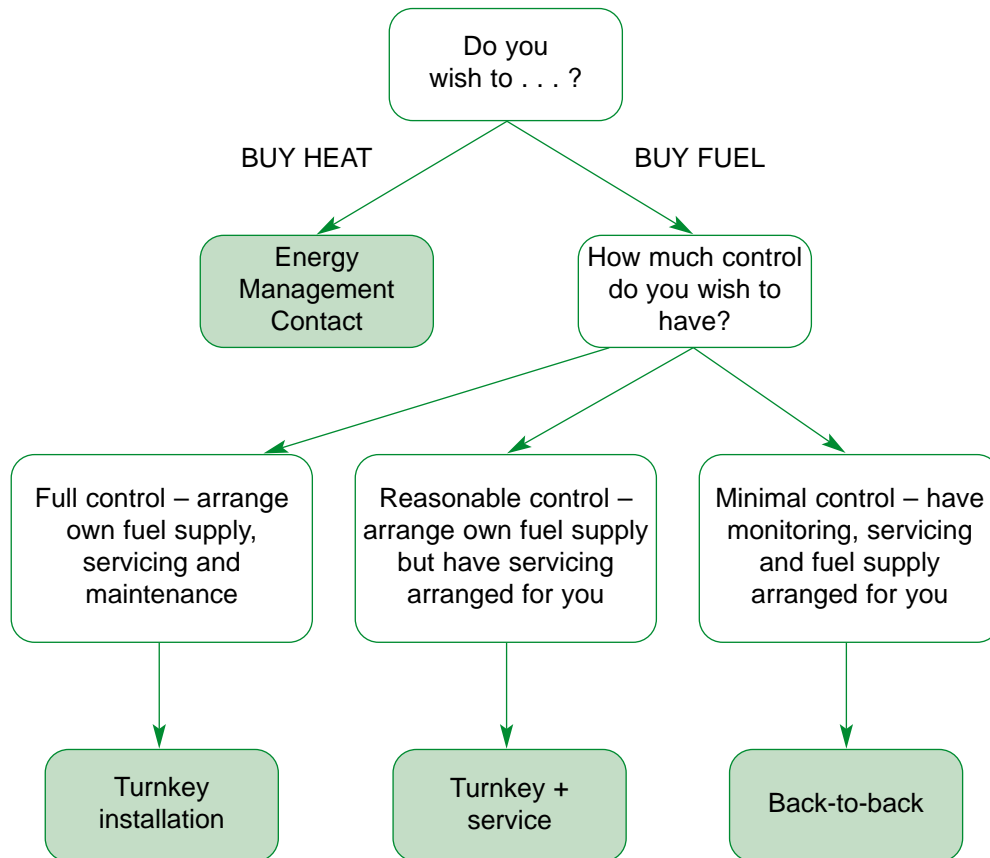 Do you
wish to . . . ?
BUY HEAT
BUY FUEL
Energy
Management
Contact
How much control
do you wish to
have?
Full control – arrange
own fuel supply,
servicing and
maintenance
Reasonable control –
arrange own fuel supply
but have servicing
arranged for you
Minimal control – have
monitoring, servicing
and fuel supply
arranged for you
Turnkey
installation
Turnkey +
service
Back-to-back